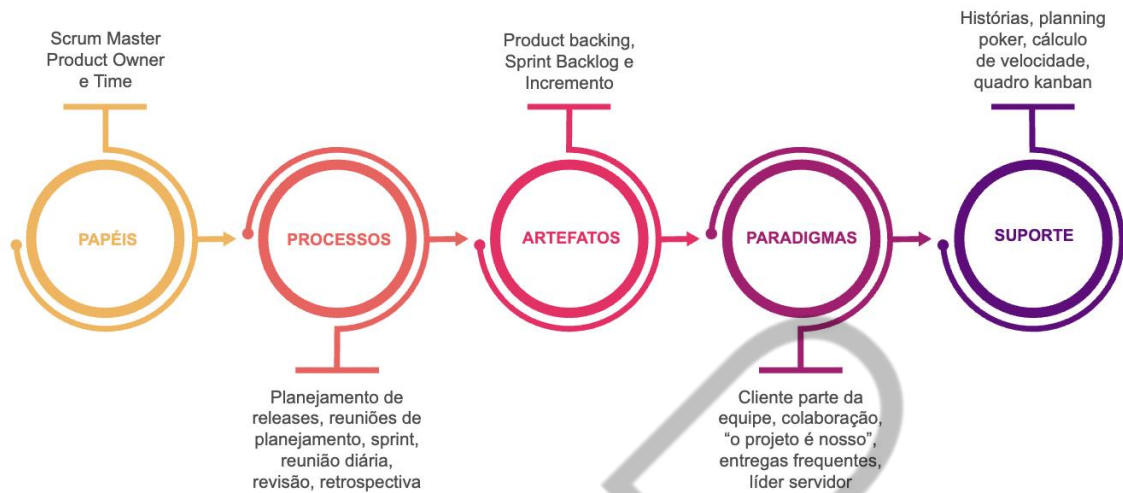 Scrum Master
Product Owner
e Time
PAPÉIS
PROCESSOS
Planejamento de
releases, reuniões de
planejamento, sprint,
reunião diária,
revisão, retrospectiva
Product backing,
Sprint Backlog e
Incremento
ARTEFATOS
PARADIGMAS
Cliente parte da
equipe, colaboração,
“o projeto é nosso”,
entregas frequentes,
líder servidor
Histórias, planning
poker, cálculo
de velocidade,
quadro kanban
SUPORTE